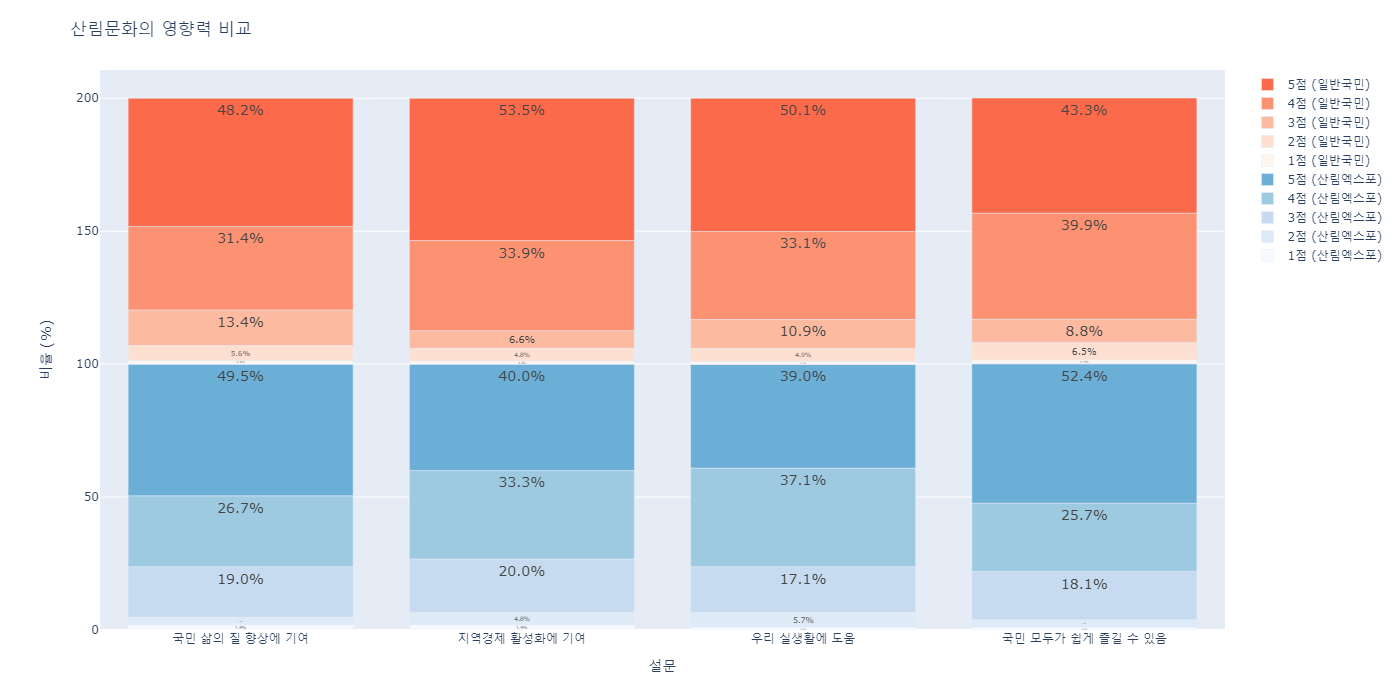 산림문화의 영향력 비교
200
150
100
50
0
비율 (%)
48.2%
53.5%
50.1%
43.3%
31.4%
33.9%
33.1%
39.9%
13.4%
6.6%
10.9%
8.8%
5.6%
4.8%
4.9%
6.5%
49.5%
40.0%
39.0%
52.4%
26.7%
33.3%
37.1%
25.7%
19.0%
20.0%
17.1%
18.1%
4.8%
5.7%
국민 삶의 질 향상에 기여
지역경제 활성화에 기여
우리 실생활에 도움
국민 모두가 쉽게 즐길 수 있음
설문
5점 (일반국민)
4점 (일반국민)
3점 (일반국민)
2점 (일반국민)
1점 (일반국민)
5점 (산림엑스포)
4점 (산림엑스포)
3점 (산림엑스포)
2점 (산림엑스포)
1점 (산림엑스포)